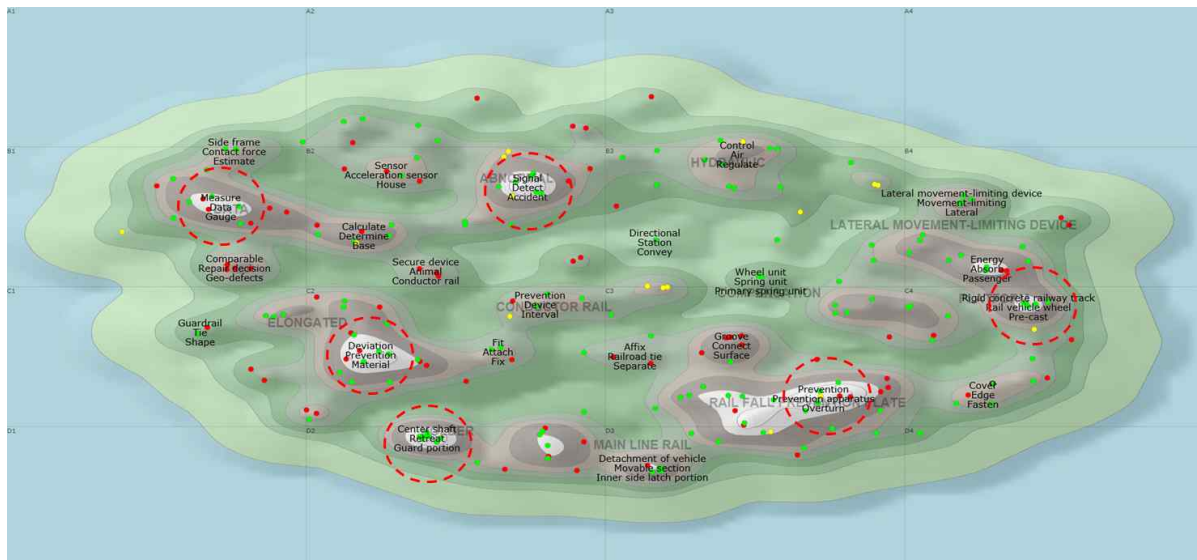 A1
A2
A3
A4
B1
Side frame
Contact force
Estimate
B2
Sensor
Acceleration sensor
House
Signal
Detect
Accident
B3
Control
Air
Regulate
HYDRAULIC
B4
Lateral movement-limiting device
Movement-limiting
Lateral
LATERAL MOVEMENT-LIMITING DEVICE
Measure
Data
Gauge
Calculate
Determine
Base
Directional
Station
Convey
Comparable
Repair decision
Geo-defects
Secure device
Animal
Conductor rail
Wheel unit
Spring unit
Primary spring unit
Energy
Absorb
Passenger
C1
C2
C3
C4
Prevention
Device
Interval
CONDUCTOR RAIL
Rigid concrete railway track
Rail vehicle wheel
Pre-cast
ELONGATED
Guardrail
Tie
Shape
Deviation
Prevention
Material
Fit
Attach
Fix
Affix
Railroad tie
Separate
Groove
Connect
Surface
Prevention
Prevention apparatus
Overturn
RAIL FALL PREVENTION PLATE
Cover
Edge
Fasten
D1
D2
D3
D4
Center shaft
Retreat
Guard portion
MAIN LINE RAIL
Detachment of vehicle
Movable section
Inner side latch portion